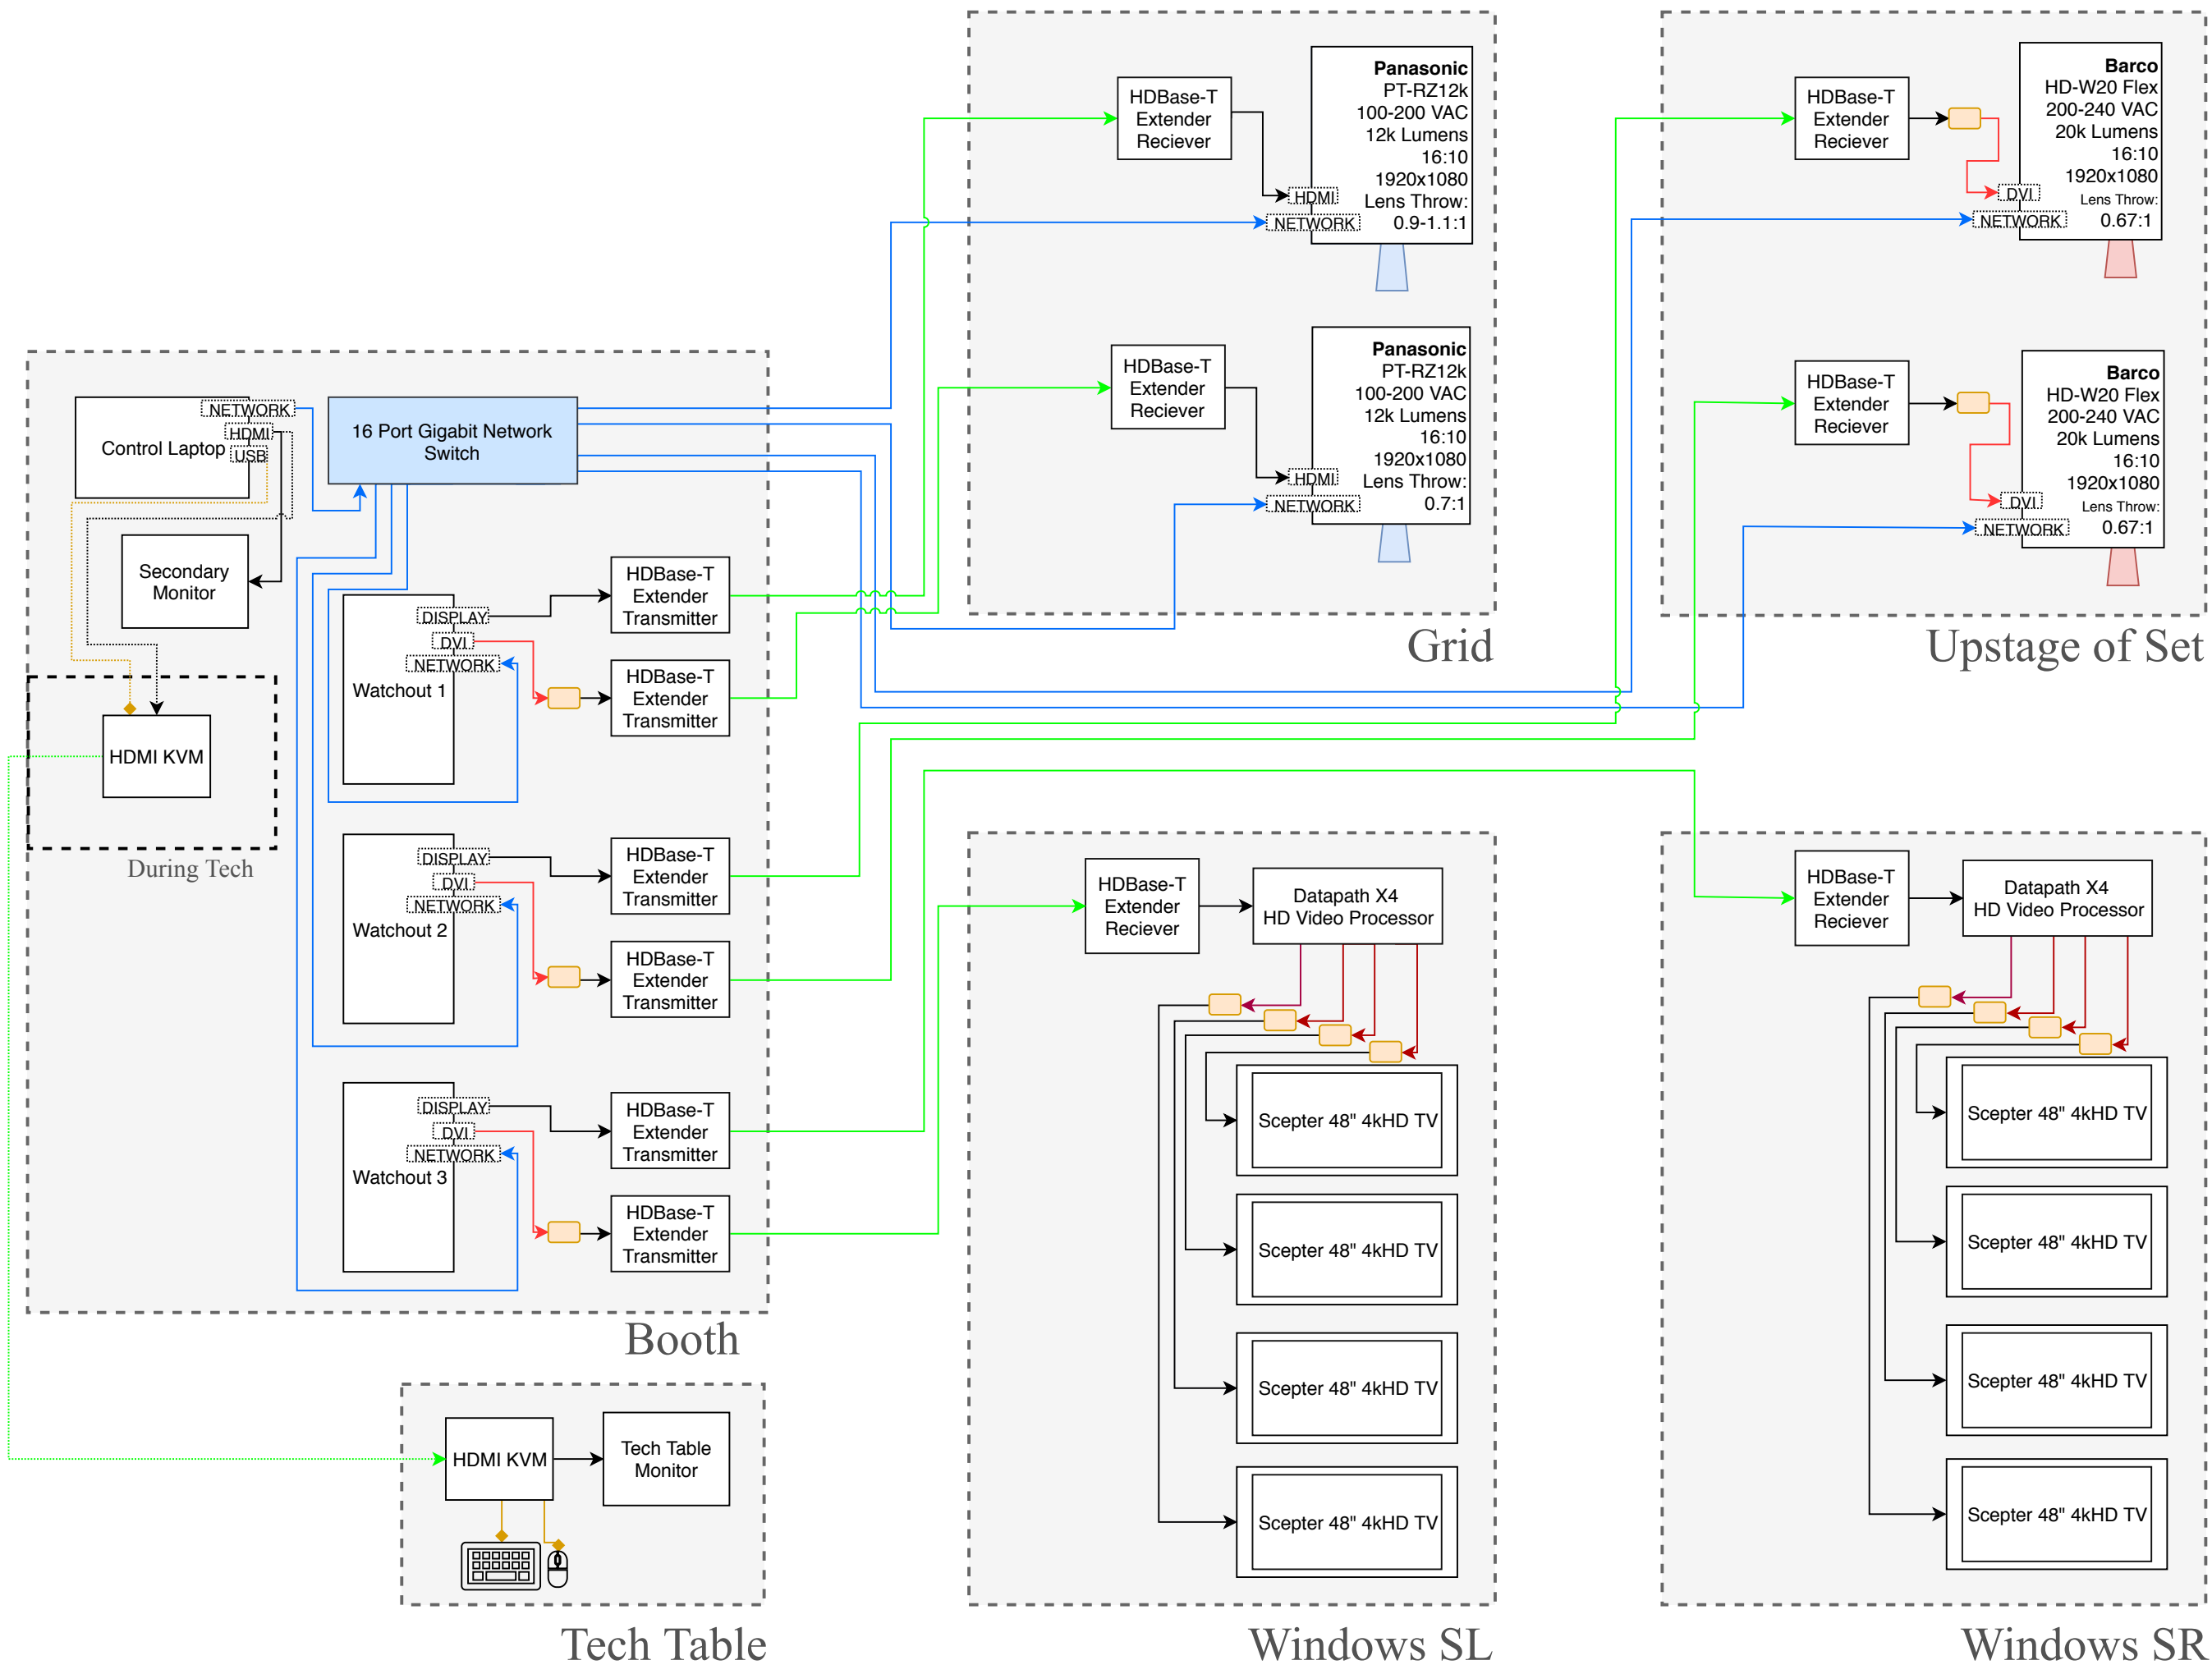 NETWORK
HDMI
USB
Control Laptop
16 Port Gigabit Network
Switch
Secondary
Monitor
HDMI KVM
During Tech
DISPLAY
DVI
NETWORK
Watchout 1
HDBase-T
Extender
Transmitter
HDBase-T
Extender
Transmitter
DISPLAY
DVI
NETWORK
Watchout 2
HDBase-T
Extender
Transmitter
HDBase-T
Extender
Transmitter
DISPLAY
DVI
NETWORK
Watchout 3
HDBase-T
Extender
Transmitter
HDBase-T
Extender
Transmitter
Booth
HDMI KVM
Tech Table
Monitor
Tech Table
HDBase-T
Extender
Reciever
Panasonic
PT-RZ12k
100-200 VAC
12k Lumens
16:10
1920x1080
Lens Throw:
0.9-1.1:1
HDMI
NETWORK
HDBase-T
Extender
Reciever
Panasonic
PT-RZ12k
100-200 VAC
12k Lumens
16:10
1920x1080
Lens Throw:
0.7:1
HDMI
NETWORK
Grid
HDBase-T
Extender
Reciever
Barco
HD-W20 Flex
200-240 VAC
20k Lumens
16:10
1920x1080
Lens Throw:
0.67:1
DVI
NETWORK
HDBase-T
Extender
Reciever
Barco
HD-W20 Flex
200-240 VAC
20k Lumens
16:10
1920x1080
Lens Throw:
0.67:1
DVI
NETWORK
Upstage of Set
HDBase-T
Extender
Reciever
Datapath X4
HD Video Processor
Scepter 48" 4kHD TV
Scepter 48" 4kHD TV
Scepter 48" 4kHD TV
Scepter 48" 4kHD TV
Windows SL
HDBase-T
Extender
Reciever
Datapath X4
HD Video Processor
Scepter 48" 4kHD TV
Scepter 48" 4kHD TV
Scepter 48" 4kHD TV
Scepter 48" 4kHD TV
Windows SR